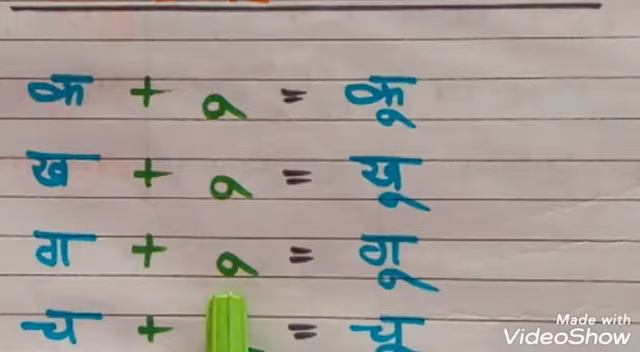 क + ू = कू
ख + ू = खू
ग + ू = गू
च + = चू
Made with
VideoShow